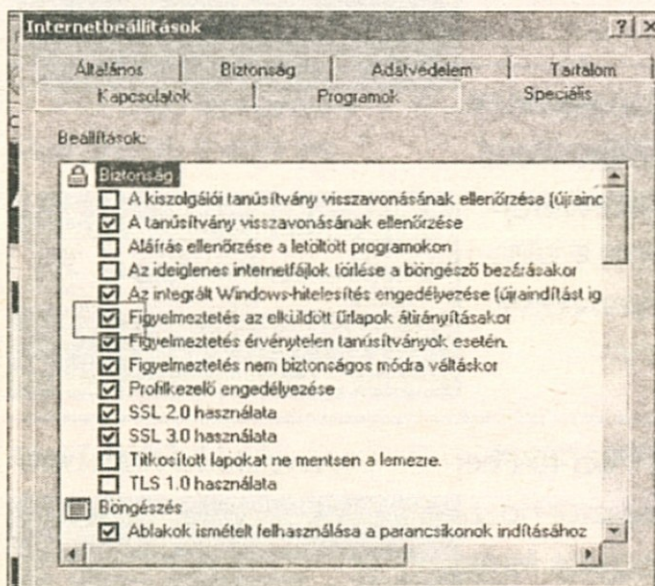 Internetbeállítások
Általános Biztonság Adatvédelem Tartalom
Kapcsolatok Programok Speciális
Beállítások:
Biztonság
A kiszolgálói tanúsítvány visszavonásának ellenőrzése (újrainc
A tanúsítvány visszavonásának ellenőrzése
Aláírás ellenőrzése a letöltött programokon
Az ideiglenes internetfájlok törlése a böngésző bezárásakor
Az integrált Windows-hitelesítés engedélyezése (újraindítást ig
Figyelmeztetés az elküldött űrlapok átirányításakor
Figyelmeztetés érvénytelen tanúsítványok esetén.
Figyelmeztetés nem biztonságos módra váltáskor
Profilkezelő engedélyezése
SSL 2.0 használata
SSL 3.0 használata
Titkosított lapokat ne mentsen a lemezre.
TLS 1.0 használata
Böngészés
Ablakok ismételt felhasználása a parancsikonok indításához